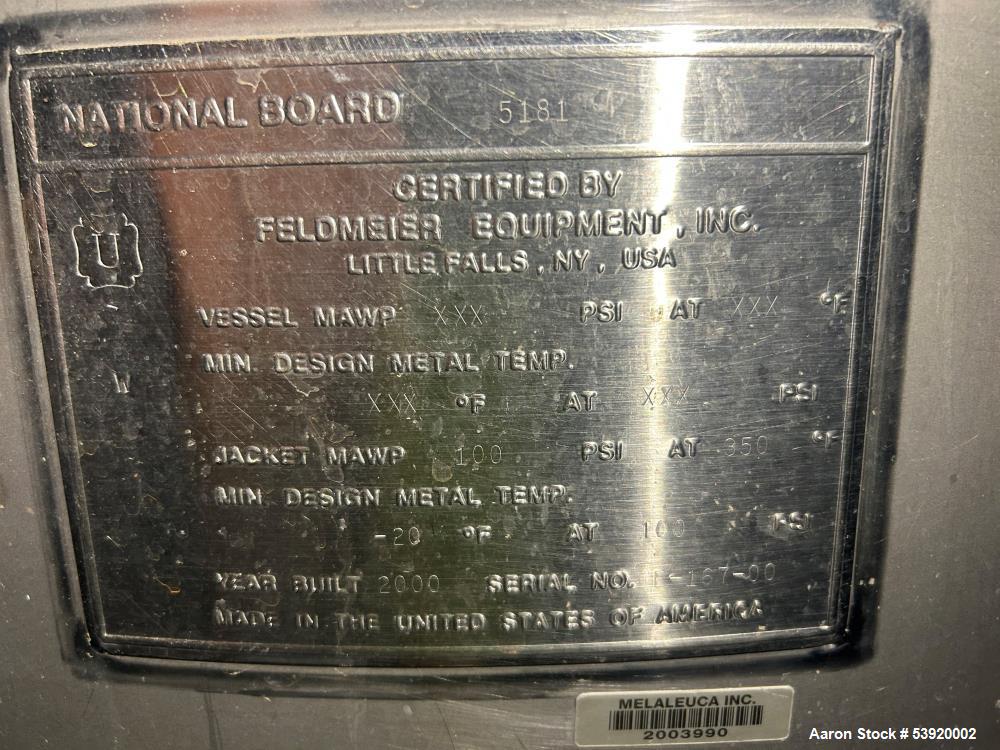 NATIONAL BOARD 5181
CERTIFIED BY
FELDMEIER EQUIPMENT, INC.
LITTLE FALLS, NY, USA
U
VESSEL MAWP XXX PSI AT XXX °F
MIN. DESIGN METAL TEMP.
W
XXX °F AT XXX PSI
JACKET MAWP 100 PSI AT 350 °F
MIN. DESIGN METAL TEMP.
-20 °F AT 100 PSI
YEAR BUILT 2000 SERIAL NO.
MADE IN THE UNITED STATES OF AMERICA
MELALEUCA INC.
2003990
Aaron Stock # 53920002